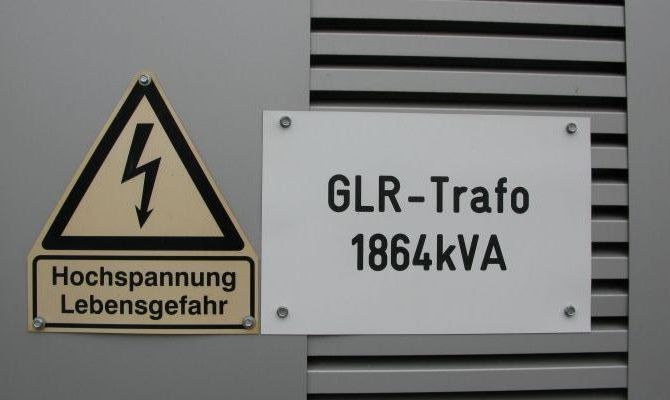 Hochspannung
Lebensgefahr
GLR-Trafo
1864kVA